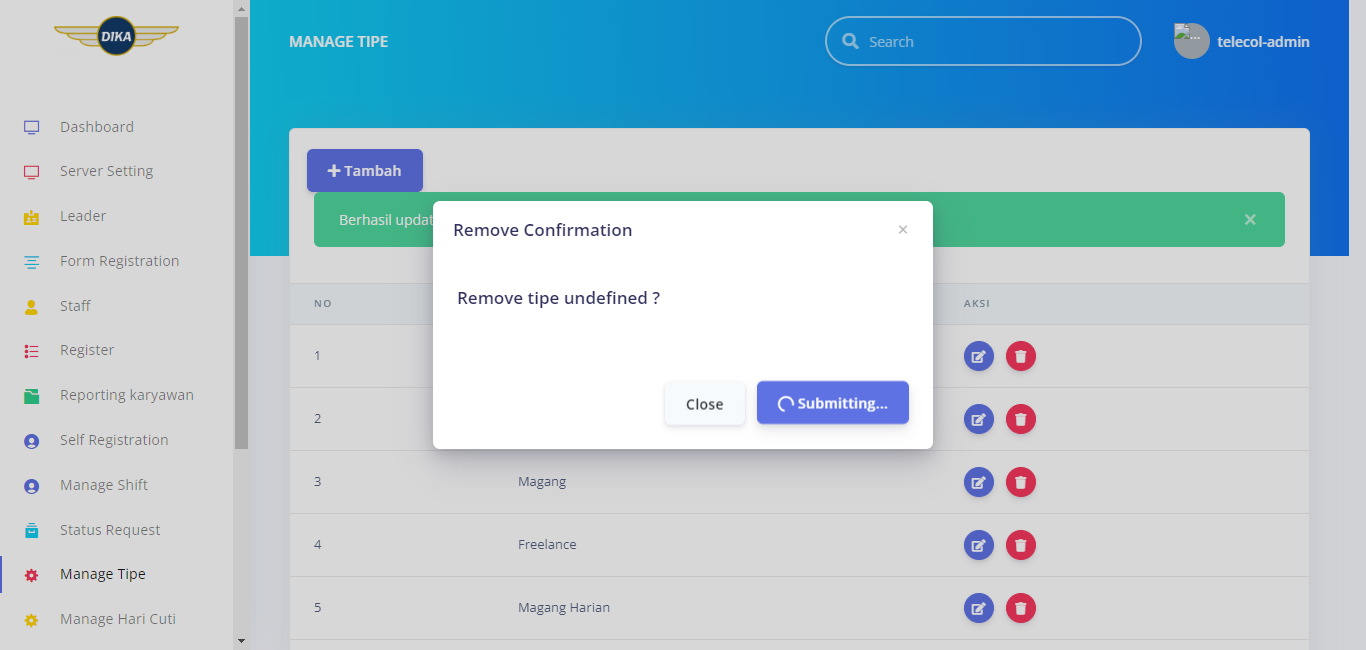 DIKA
Dashboard
Server Setting
Leader
Form Registration
Staff
Register
Reporting karyawan
Self Registration
Manage Shift
Status Request
Manage Tipe
Manage Hari Cuti
MANAGE TIPE
Search
...
telecol-admin
+ Tambah
Berhasil updat
×
Remove Confirmation
×
Remove tipe undefined ?
Close
Submitting...
NO
AKSI
1
2
3
Magang
4
Freelance
5
Magang Harian